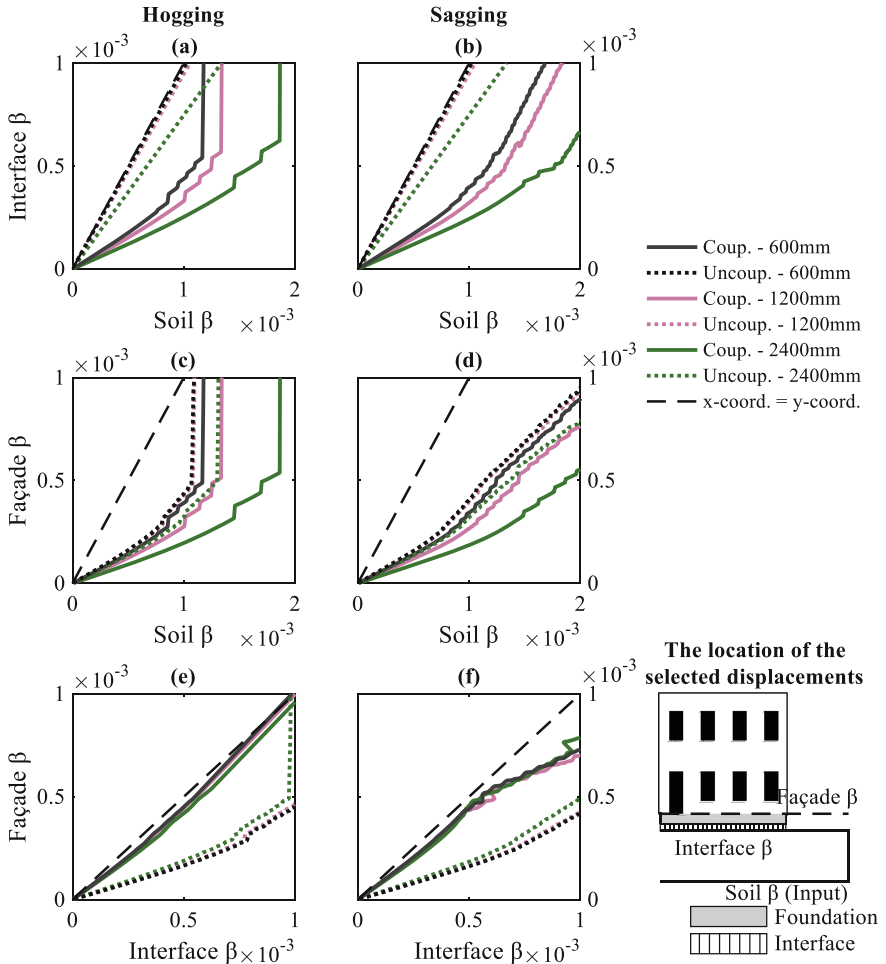 Hogging
Sagging
×10⁻³
(a)
(b)
×10⁻³
1
0.5
0
Interface β
1
0.5
0
0
1
2
Soil β
×10⁻³
0
1
2
Soil β
×10⁻³
Coup. - 600mm
Uncoup. - 600mm
Coup. - 1200mm
Uncoup. - 1200mm
Coup. - 2400mm
Uncoup. - 2400mm
x-coord. = y-coord.
×10⁻³
(c)
(d)
×10⁻³
1
0.5
0
Façade β
1
0.5
0
0
1
2
Soil β
×10⁻³
0
1
2
Soil β
×10⁻³
×10⁻³
(e)
(f)
×10⁻³
1
0.5
0
Façade β
1
0.5
0
0
0.5
1
Interface β
×10⁻³
0
0.5
1
Interface β
×10⁻³
The location of the
selected displacements
Façade β
Interface β
Soil β (Input)
Foundation
Interface